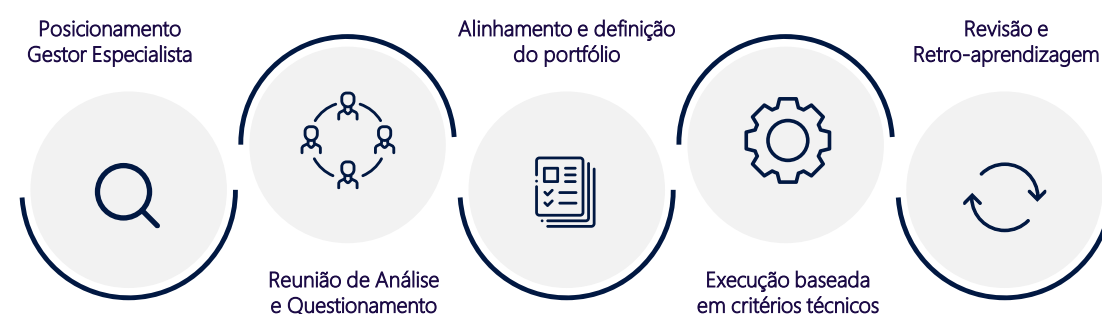 Posicionamento
Gestor Especialista
Reunião de Análise
e Questionamento
Alinhamento e definição
do portfólio
Execução baseada
em critérios técnicos
Revisão e
Retro-aprendizagem